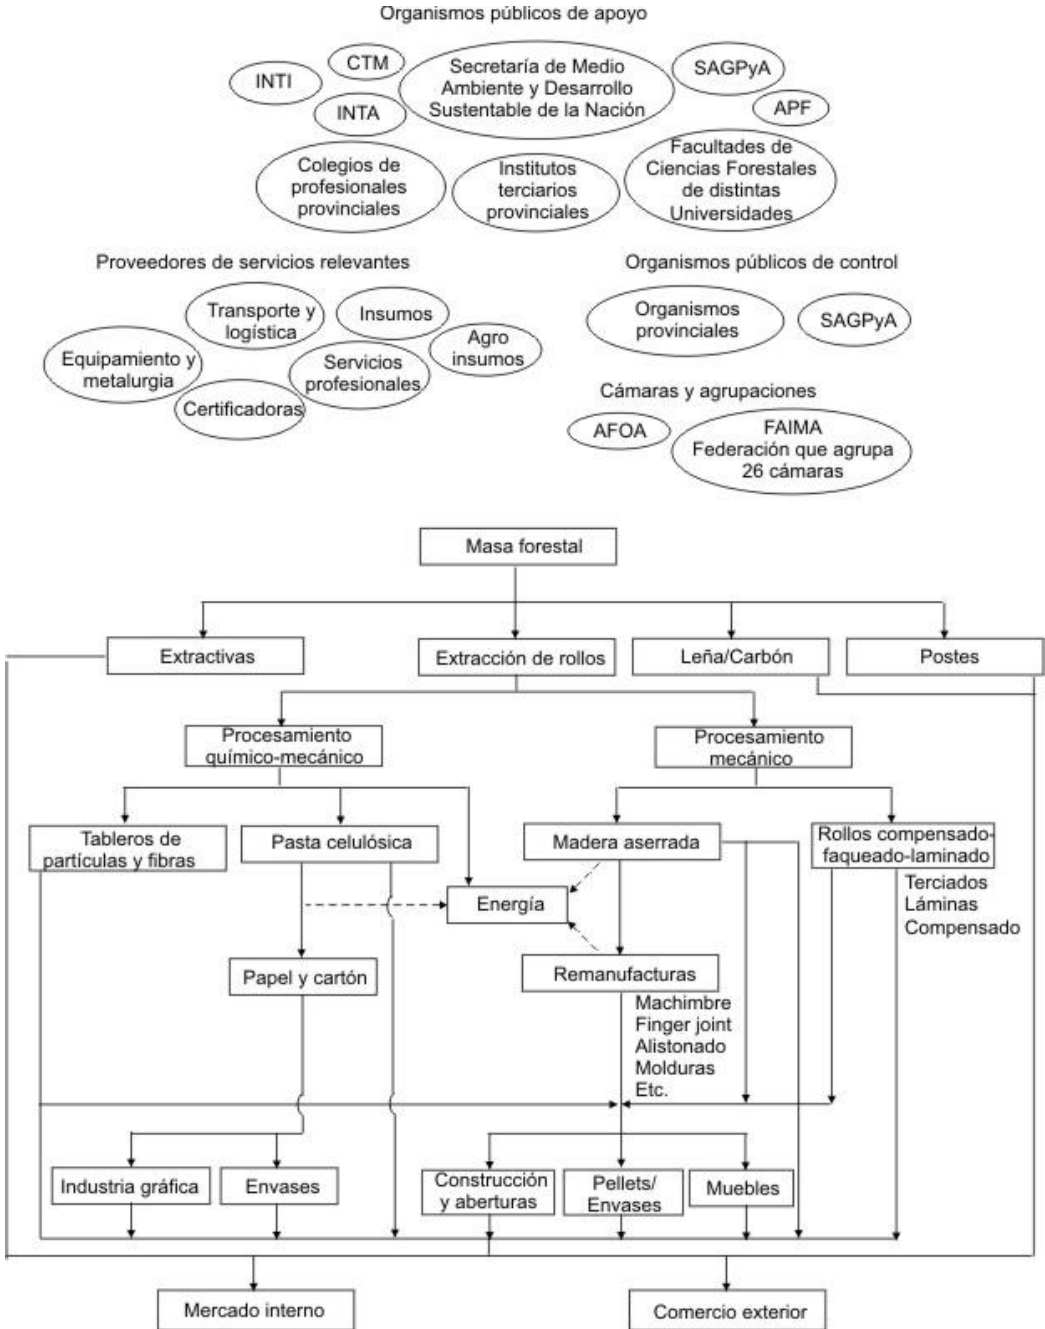 Organismos públicos de apoyo
INTI
CTM
INTA
Secretaría de Medio
Ambiente y Desarrollo
Sustentable de la Nación
SAGPyA
APF
Colegios de
profesionales
provinciales
Institutos
terciarios
provinciales
Facultades de
Ciencias Forestales
de distintas
Universidades
Proveedores de servicios relevantes
Transporte y
logística
Insumos
Equipamiento y
metalurgia
Servicios
profesionales
Agro
insumos
Certificadoras
Organismos públicos de control
Organismos
provinciales
SAGPyA
Cámaras y agrupaciones
AFOA
FAIMA
Federación que agrupa
26 cámaras
Masa forestal
Extractivas
Extracción de rollos
Leña/Carbón
Postes
Procesamiento
químico-mecánico
Procesamiento
mecánico
Tableros de
partículas y fibras
Pasta celulósica
Madera aserrada
Rollos compensado-
faqueado-laminado
Terciados
Láminas
Compensado
Energía
Papel y cartón
Remanufacturas
Machimbre
Finger joint
Alistonado
Molduras
Etc.
Industria gráfica
Envases
Construcción
y aberturas
Pellets/
Envases
Muebles
Mercado interno
Comercio exterior